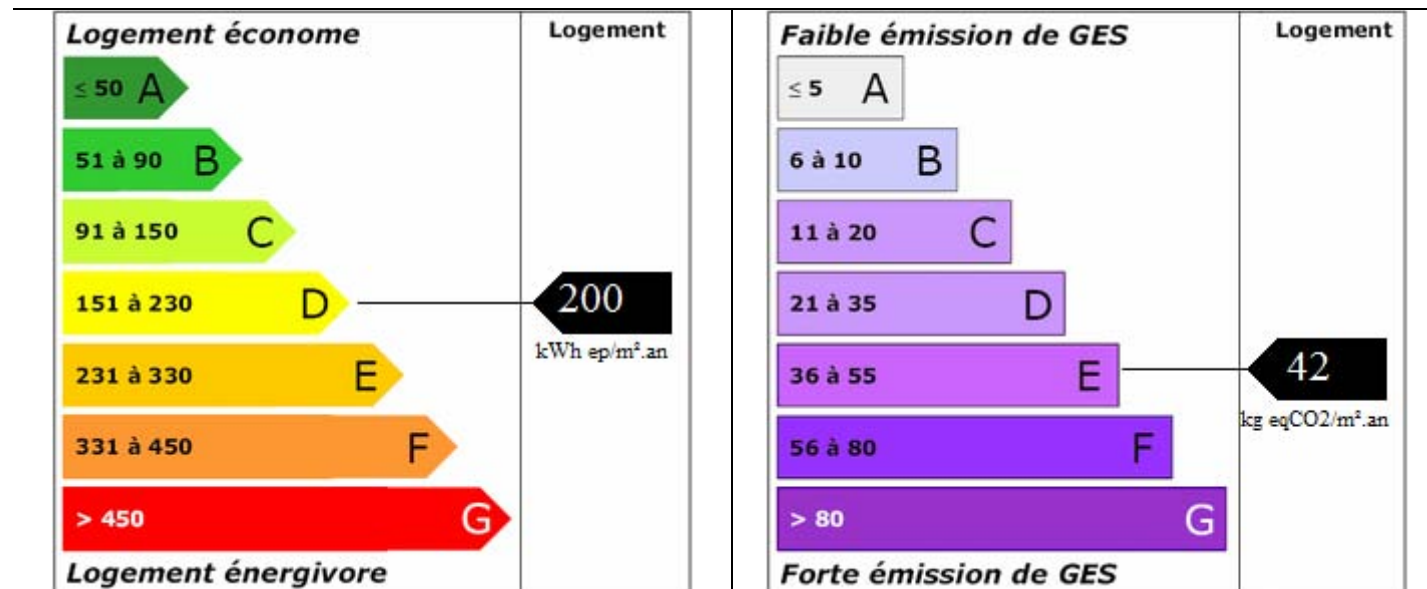 Logement économe
Logement
≤ 50 A
51 à 90 B
91 à 150 C
151 à 230 D
200
kWh ep/m².an
231 à 330 E
331 à 450 F
> 450 G
Logement énergivore
Faible émission de GES
Logement
≤ 5 A
6 à 10 B
11 à 20 C
21 à 35 D
36 à 55 E
42
kg eqCO2/m².an
56 à 80 F
> 80 G
Forte émission de GES